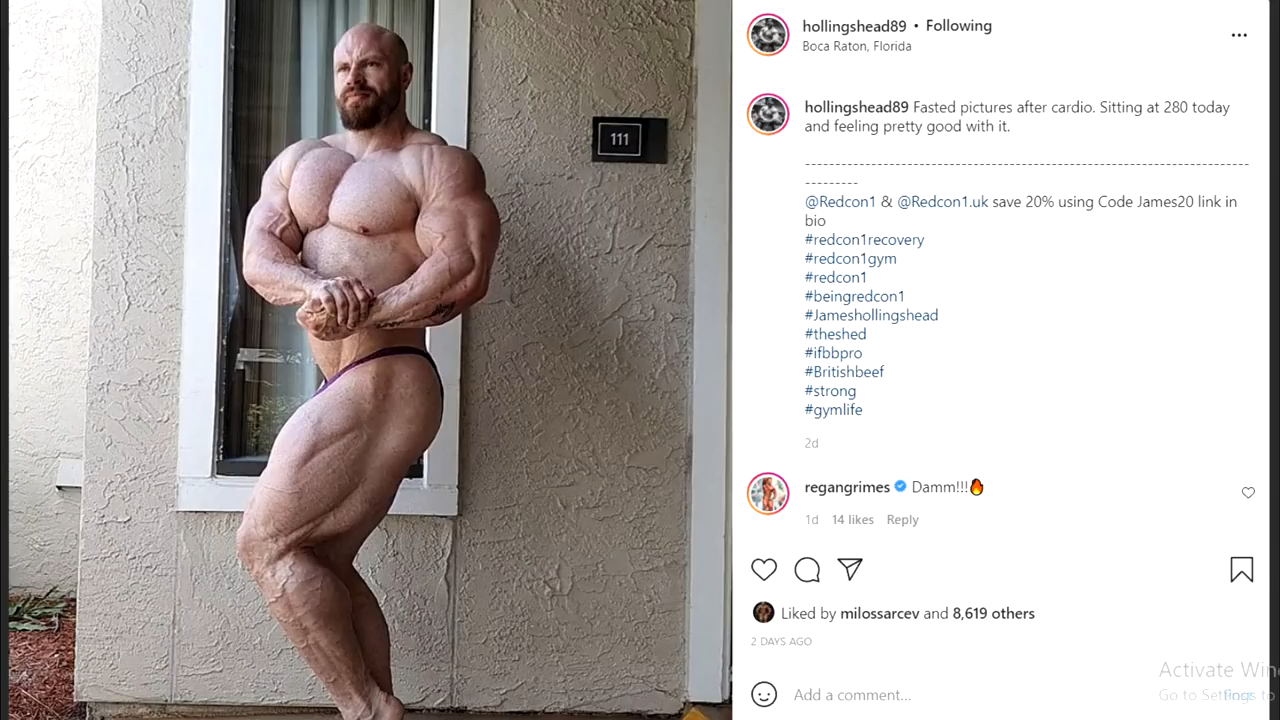 111
hollingshead89 • Following
Boca Raton, Florida
hollingshead89 Fasted pictures after cardio. Sitting at 280 today
and feeling pretty good with it.
--------------------------------------------------------------------------------
---------
@Redcon1 & @Redcon1.uk save 20% using Code James20 link in
bio
#redcon1recovery
#redcon1gym
#redcon1
#beingredcon1
#Jameshollingshead
#theshed
#ifbbpro
#Britishbeef
#strong
#gymlife
2d
regangrimes Damm!!!🔥
1d 14 likes Reply
Liked by milossarcev and 8,619 others
2 DAYS AGO
Activate Win
Add a comment...
Go to Settings to